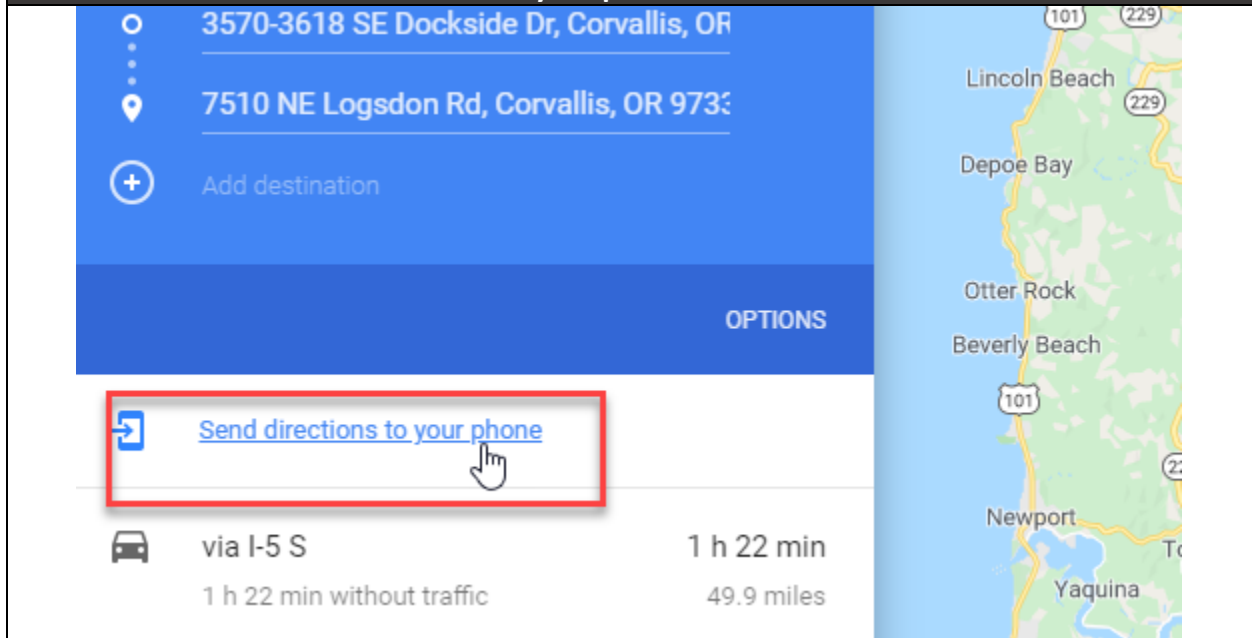 3570-3618 SE Dockside Dr, Corvallis, OR
7510 NE Logsdon Rd, Corvallis, OR 9733
Add destination
OPTIONS
Send directions to your phone
via I-5 S
1 h 22 min
1 h 22 min without traffic
49.9 miles
101
229
Lincoln Beach
229
Depoe Bay
Otter Rock
Beverly Beach
101
Newport
Yaquina